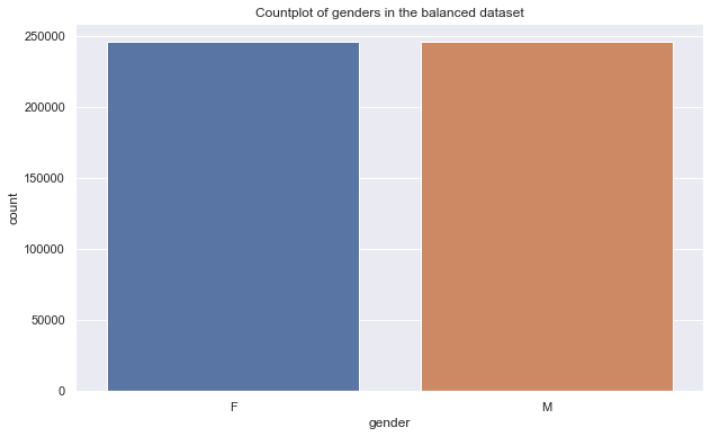 Countplot of genders in the balanced dataset
250000
200000
150000
100000
50000
0
count
F M
gender